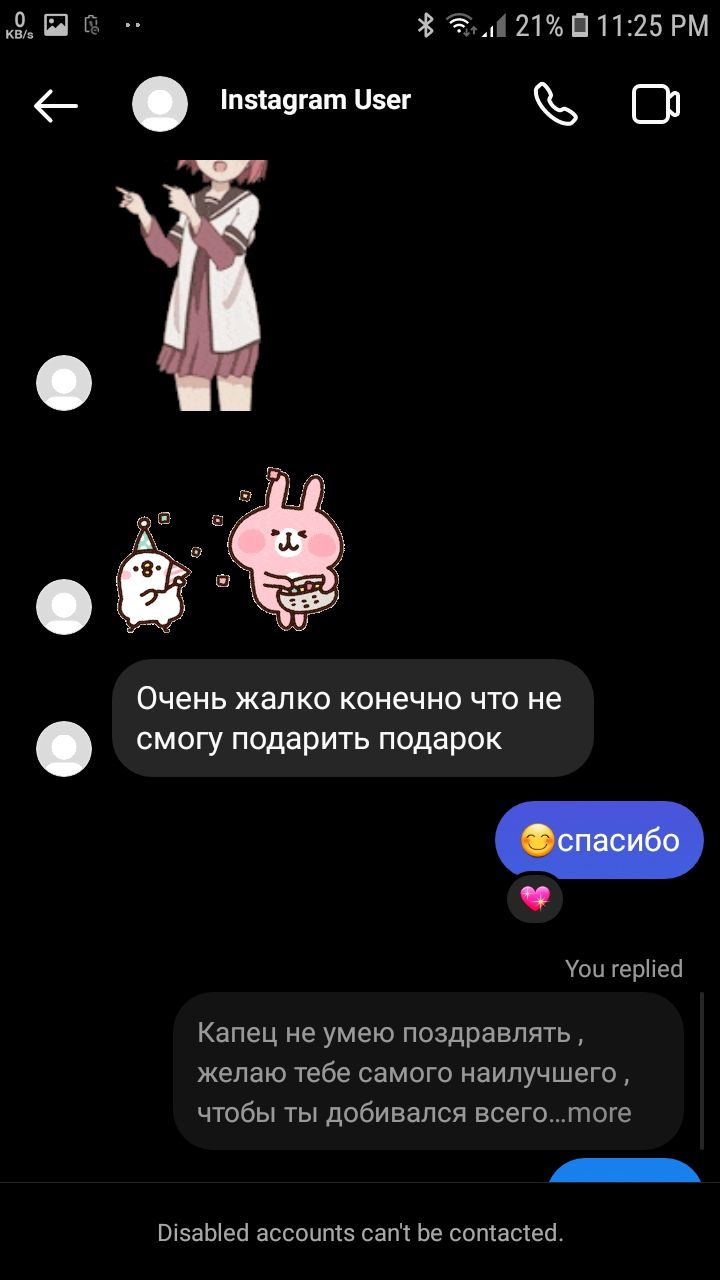 0
KB/s
21%
11:25 PM
Instagram User
Очень жалко конечно что не
смогу подарить подарок
😊спасибо
💖
You replied
Капец не умею поздравлять ,
желаю тебе самого наилучшего ,
чтобы ты добивался всего...more
Disabled accounts can't be contacted.